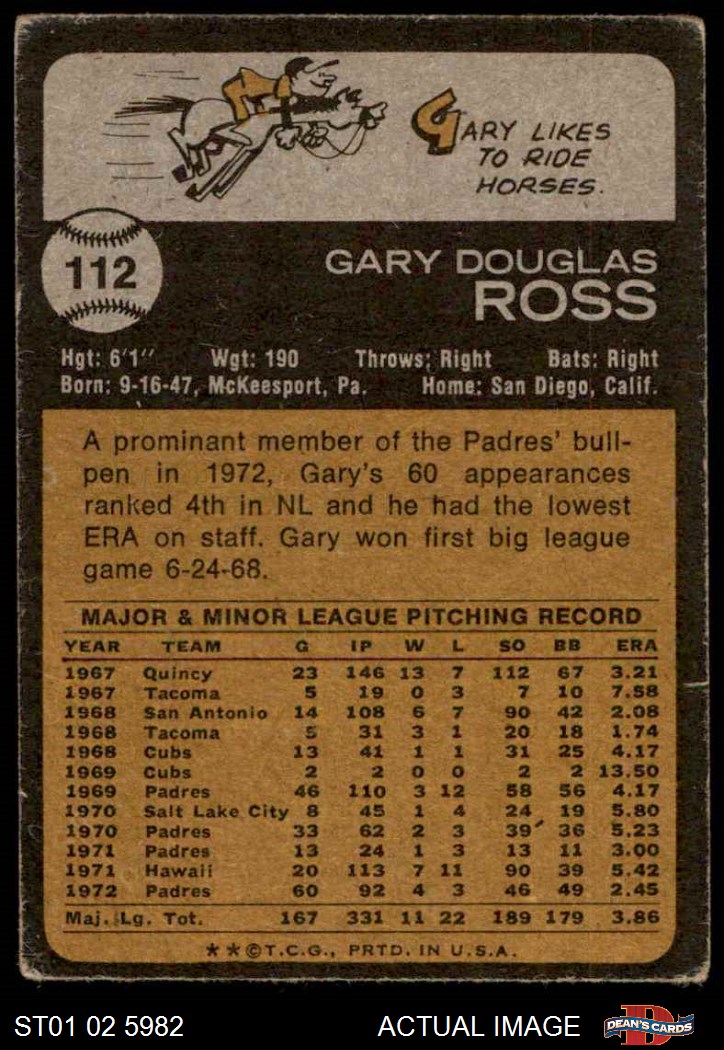 GARY LIKES
TO RIDE
HORSES.
112
GARY DOUGLAS
ROSS
Hgt: 6'1" Wgt: 190 Throws: Right Bats: Right
Born: 9-16-47, McKeesport, Pa. Home: San Diego, Calif.
A prominant member of the Padres' bull-
pen in 1972, Gary's 60 appearances
ranked 4th in NL and he had the lowest
ERA on staff. Gary won first big league
game 6-24-68.
MAJOR & MINOR LEAGUE PITCHING RECORD
YEAR TEAM G IP W L SO BB ERA
1967 Quincy 23 146 13 7 112 67 3.21
1967 Tacoma 5 19 0 3 7 10 7.58
1968 San Antonio 14 108 6 7 90 42 2.08
1968 Tacoma 5 31 3 1 20 18 1.74
1968 Cubs 13 41 1 1 31 25 4.17
1969 Cubs 2 2 0 0 2 2 13.50
1969 Padres 46 110 3 12 58 56 4.17
1970 Salt Lake City 8 45 1 4 24 19 5.80
1970 Padres 33 62 2 3 39 36 5.23
1971 Padres 13 24 1 3 13 11 3.00
1971 Hawaii 20 113 7 11 90 39 5.42
1972 Padres 60 92 4 3 46 49 2.45
Maj. Lg. Tot. 167 331 11 22 189 179 3.86
**©T.C.G., PRTD. IN U.S.A.
ST01 02 5982 ACTUAL IMAGE D DEAN'S CARDS